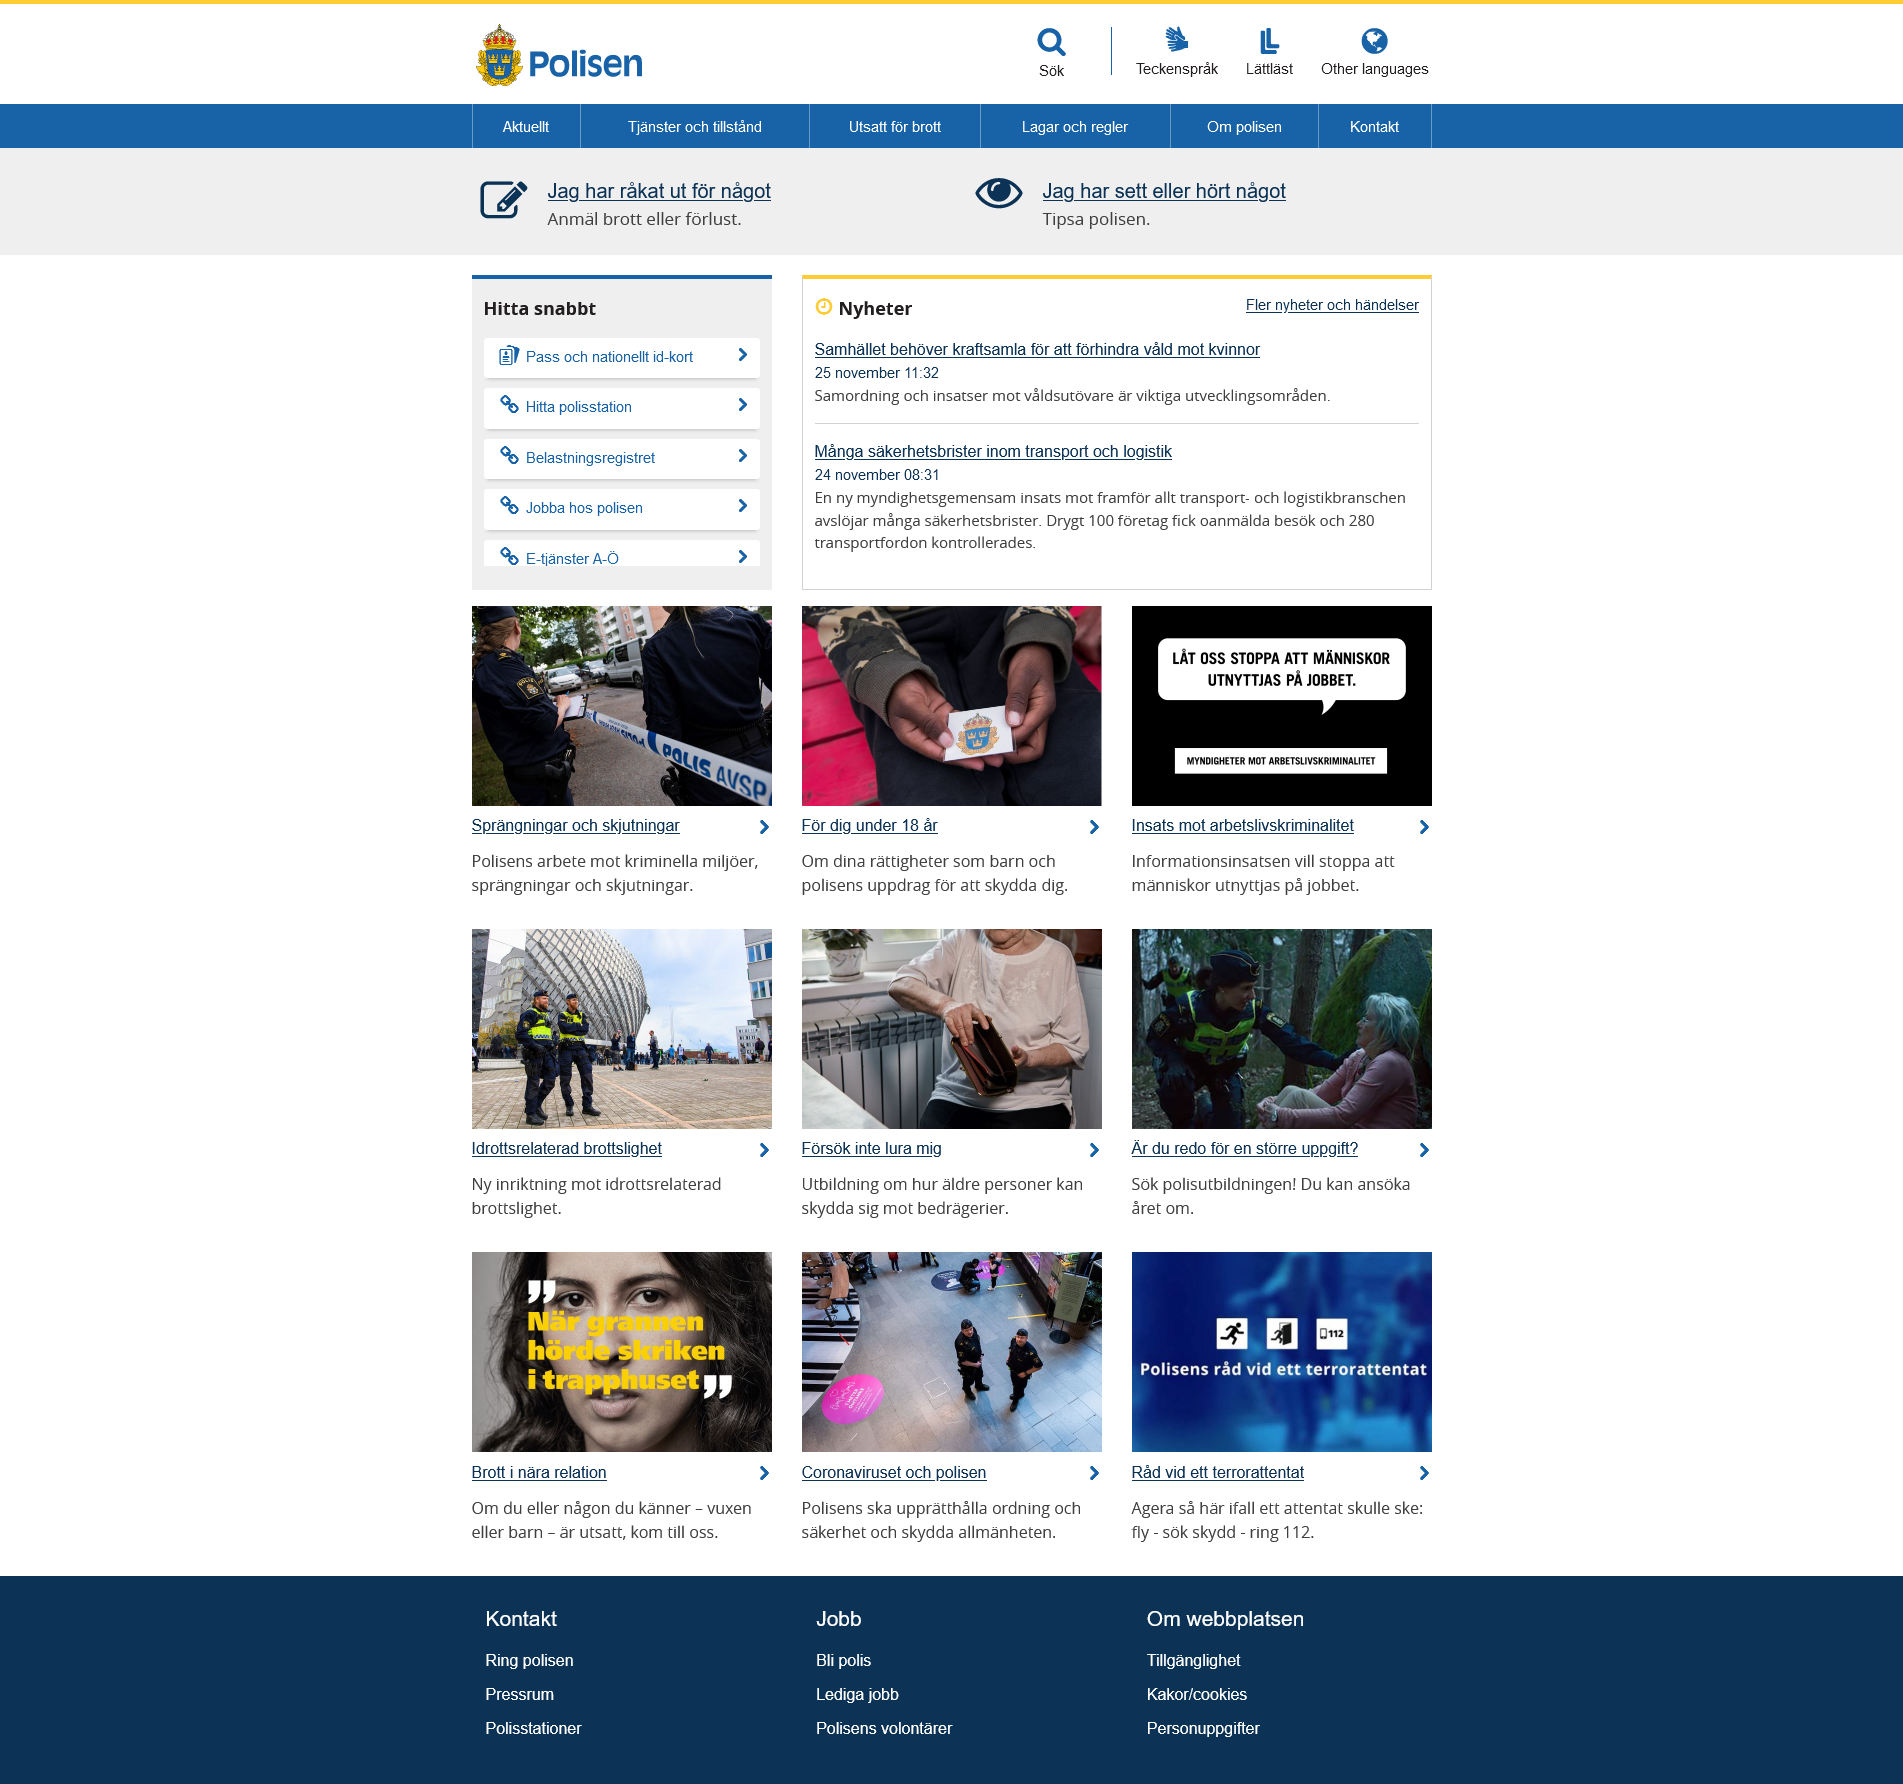 Polisen
Sök
Teckenspråk
Lättläst
Other languages
Aktuellt
Tjänster och tillstånd
Utsatt för brott
Lagar och regler
Om polisen
Kontakt
Jag har råkat ut för något
Anmäl brott eller förlust.
Jag har sett eller hört något
Tipsa polisen.
Hitta snabbt
Pass och nationellt id-kort
Hitta polisstation
Belastningsregistret
Jobba hos polisen
E-tjänster A-Ö
Nyheter
Fler nyheter och händelser
Samhället behöver kraftsamla för att förhindra våld mot kvinnor
25 november 11:32
Samordning och insatser mot våldsutövare är viktiga utvecklingsområden.
Många säkerhetsbrister inom transport och logistik
24 november 08:31
En ny myndighetsgemensam insats mot framför allt transport- och logistikbranschen
avslöjar många säkerhetsbrister. Drygt 100 företag fick oanmälda besök och 280
transportfordon kontrollerades.
POLIS AVSP
LÅT OSS STOPPA ATT MÄNNISKOR
UTNYTTJAS PÅ JOBBET.
MYNDIGHETER MOT ARBETSLIVSKRIMINALITET
Sprängningar och skjutningar
Polisens arbete mot kriminella miljöer,
sprängningar och skjutningar.
För dig under 18 år
Om dina rättigheter som barn och
polisens uppdrag för att skydda dig.
Insats mot arbetslivskriminalitet
Informationsinsatsen vill stoppa att
människor utnyttjas på jobbet.
Idrottsrelaterad brottslighet
Ny inriktning mot idrottsrelaterad
brottslighet.
Försök inte lura mig
Utbildning om hur äldre personer kan
skydda sig mot bedrägerier.
Är du redo för en större uppgift?
Sök polisutbildningen! Du kan ansöka
året om.
”När grannen
hörde skriken
i trapphuset”
112
Polisens råd vid ett terrorattentat
Brott i nära relation
Om du eller någon du känner – vuxen
eller barn – är utsatt, kom till oss.
Coronaviruset och polisen
Polisens ska upprätthålla ordning och
säkerhet och skydda allmänheten.
Råd vid ett terrorattentat
Agera så här ifall ett attentat skulle ske:
fly - sök skydd - ring 112.
Kontakt
Ring polisen
Pressrum
Polisstationer
Jobb
Bli polis
Lediga jobb
Polisens volontärer
Om webbplatsen
Tillgänglighet
Kakor/cookies
Personuppgifter